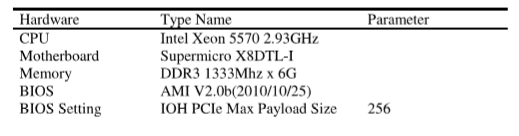 Hardware Type Name Parameter
CPU Intel Xeon 5570 2.93GHz
Motherboard Supermicro X8DTL-I
Memory DDR3 1333Mhz x 6G
BIOS AMI V2.0b(2010/10/25)
BIOS Setting IOH PCIe Max Payload Size 256